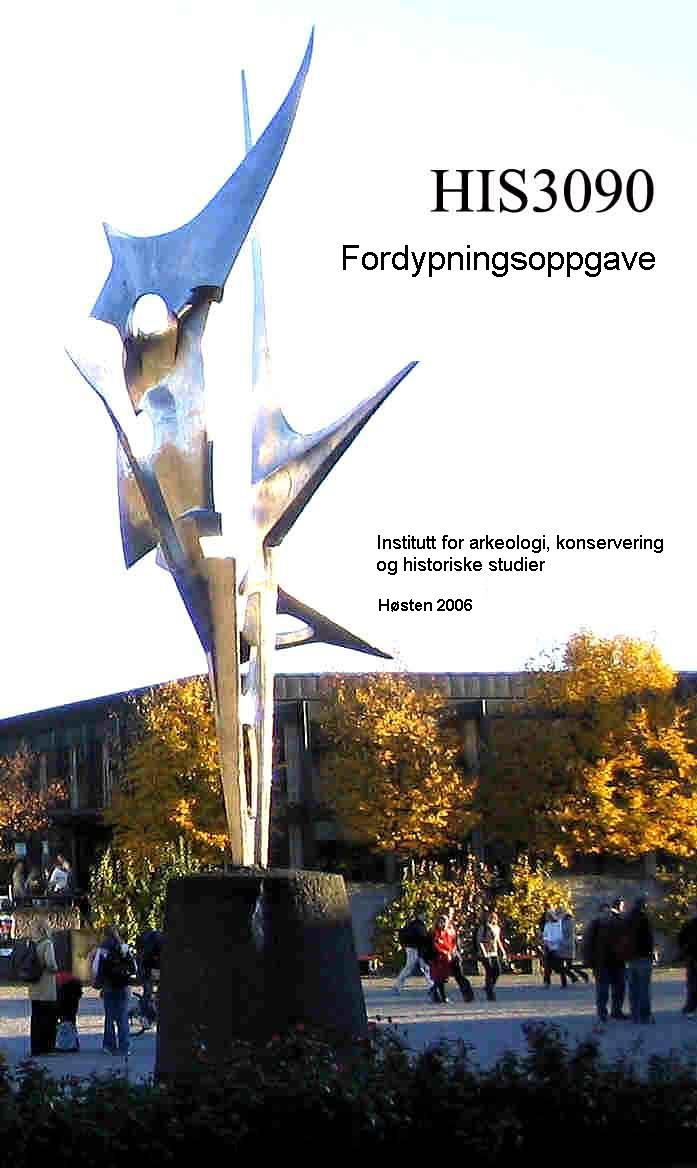 HIS3090
Fordypningsoppgave
Institutt for arkeologi, konservering
og historiske studier
Høsten 2006